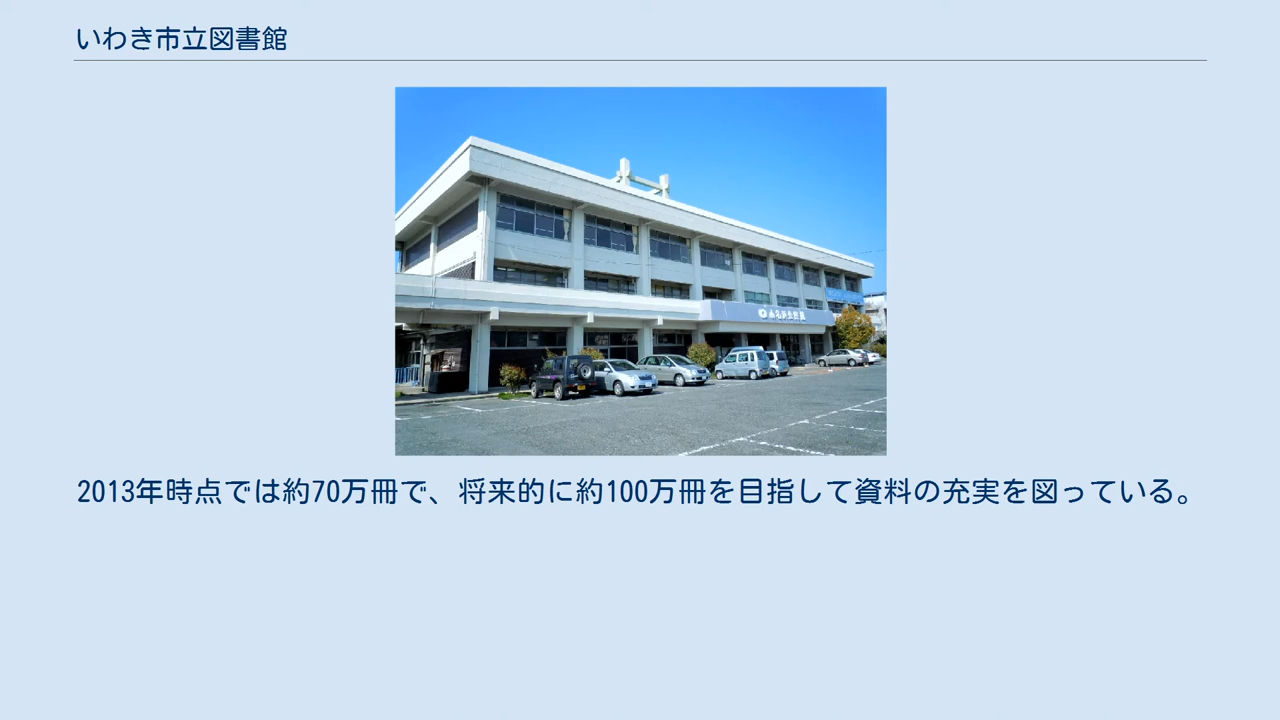 いわき市立図書館
2013年時点では約70万冊で、将来的に約100万冊を目指して資料の充実を図っている。